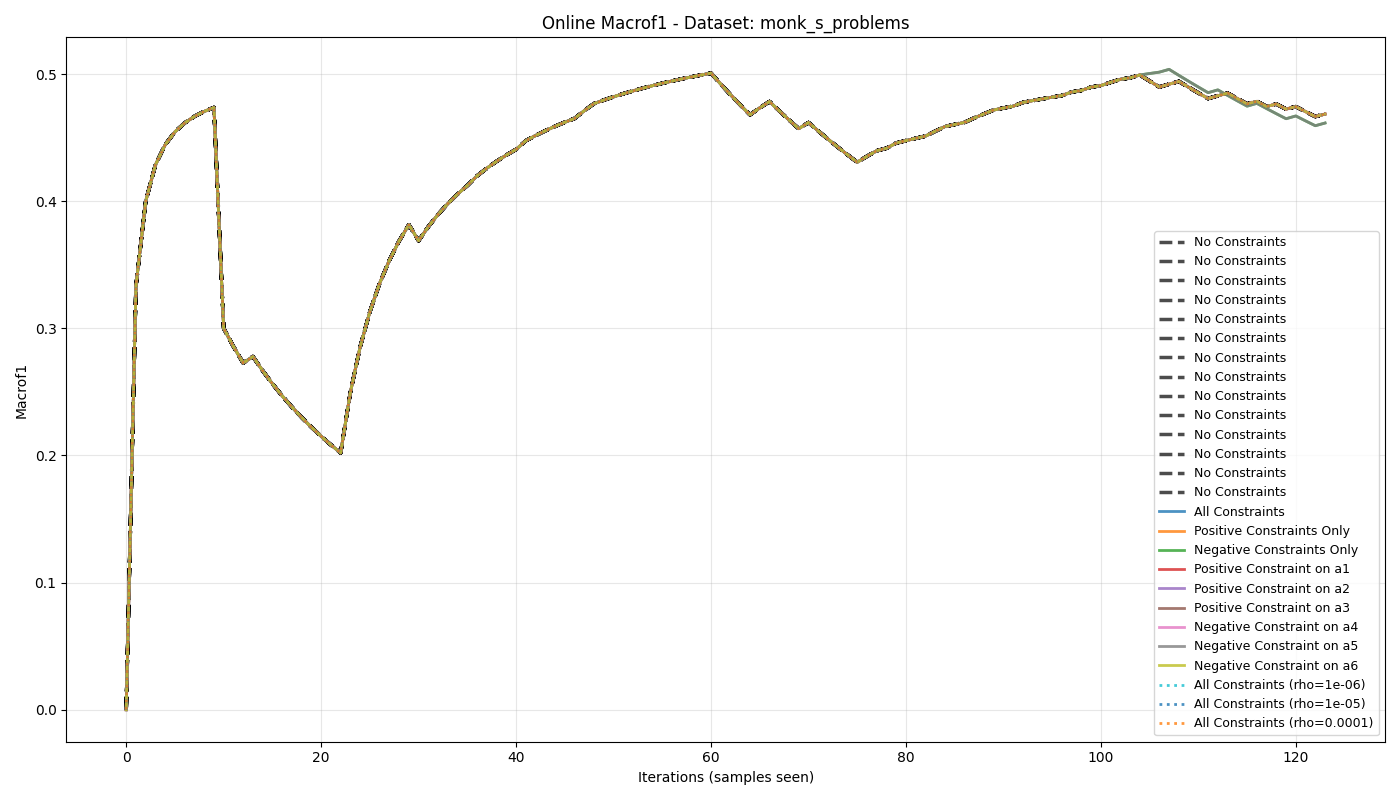 Online Macrof1 - Dataset: monk_s_problems
Macrof1
0.5
0.4
0.3
0.2
0.1
0.0
No Constraints
No Constraints
No Constraints
No Constraints
No Constraints
No Constraints
No Constraints
No Constraints
No Constraints
No Constraints
No Constraints
No Constraints
No Constraints
No Constraints
All Constraints
Positive Constraints Only
Negative Constraints Only
Positive Constraint on a1
Positive Constraint on a2
Positive Constraint on a3
Negative Constraint on a4
Negative Constraint on a5
Negative Constraint on a6
All Constraints (rho=1e-06)
All Constraints (rho=1e-05)
All Constraints (rho=0.0001)
0 20 40 60 80 100 120
Iterations (samples seen)